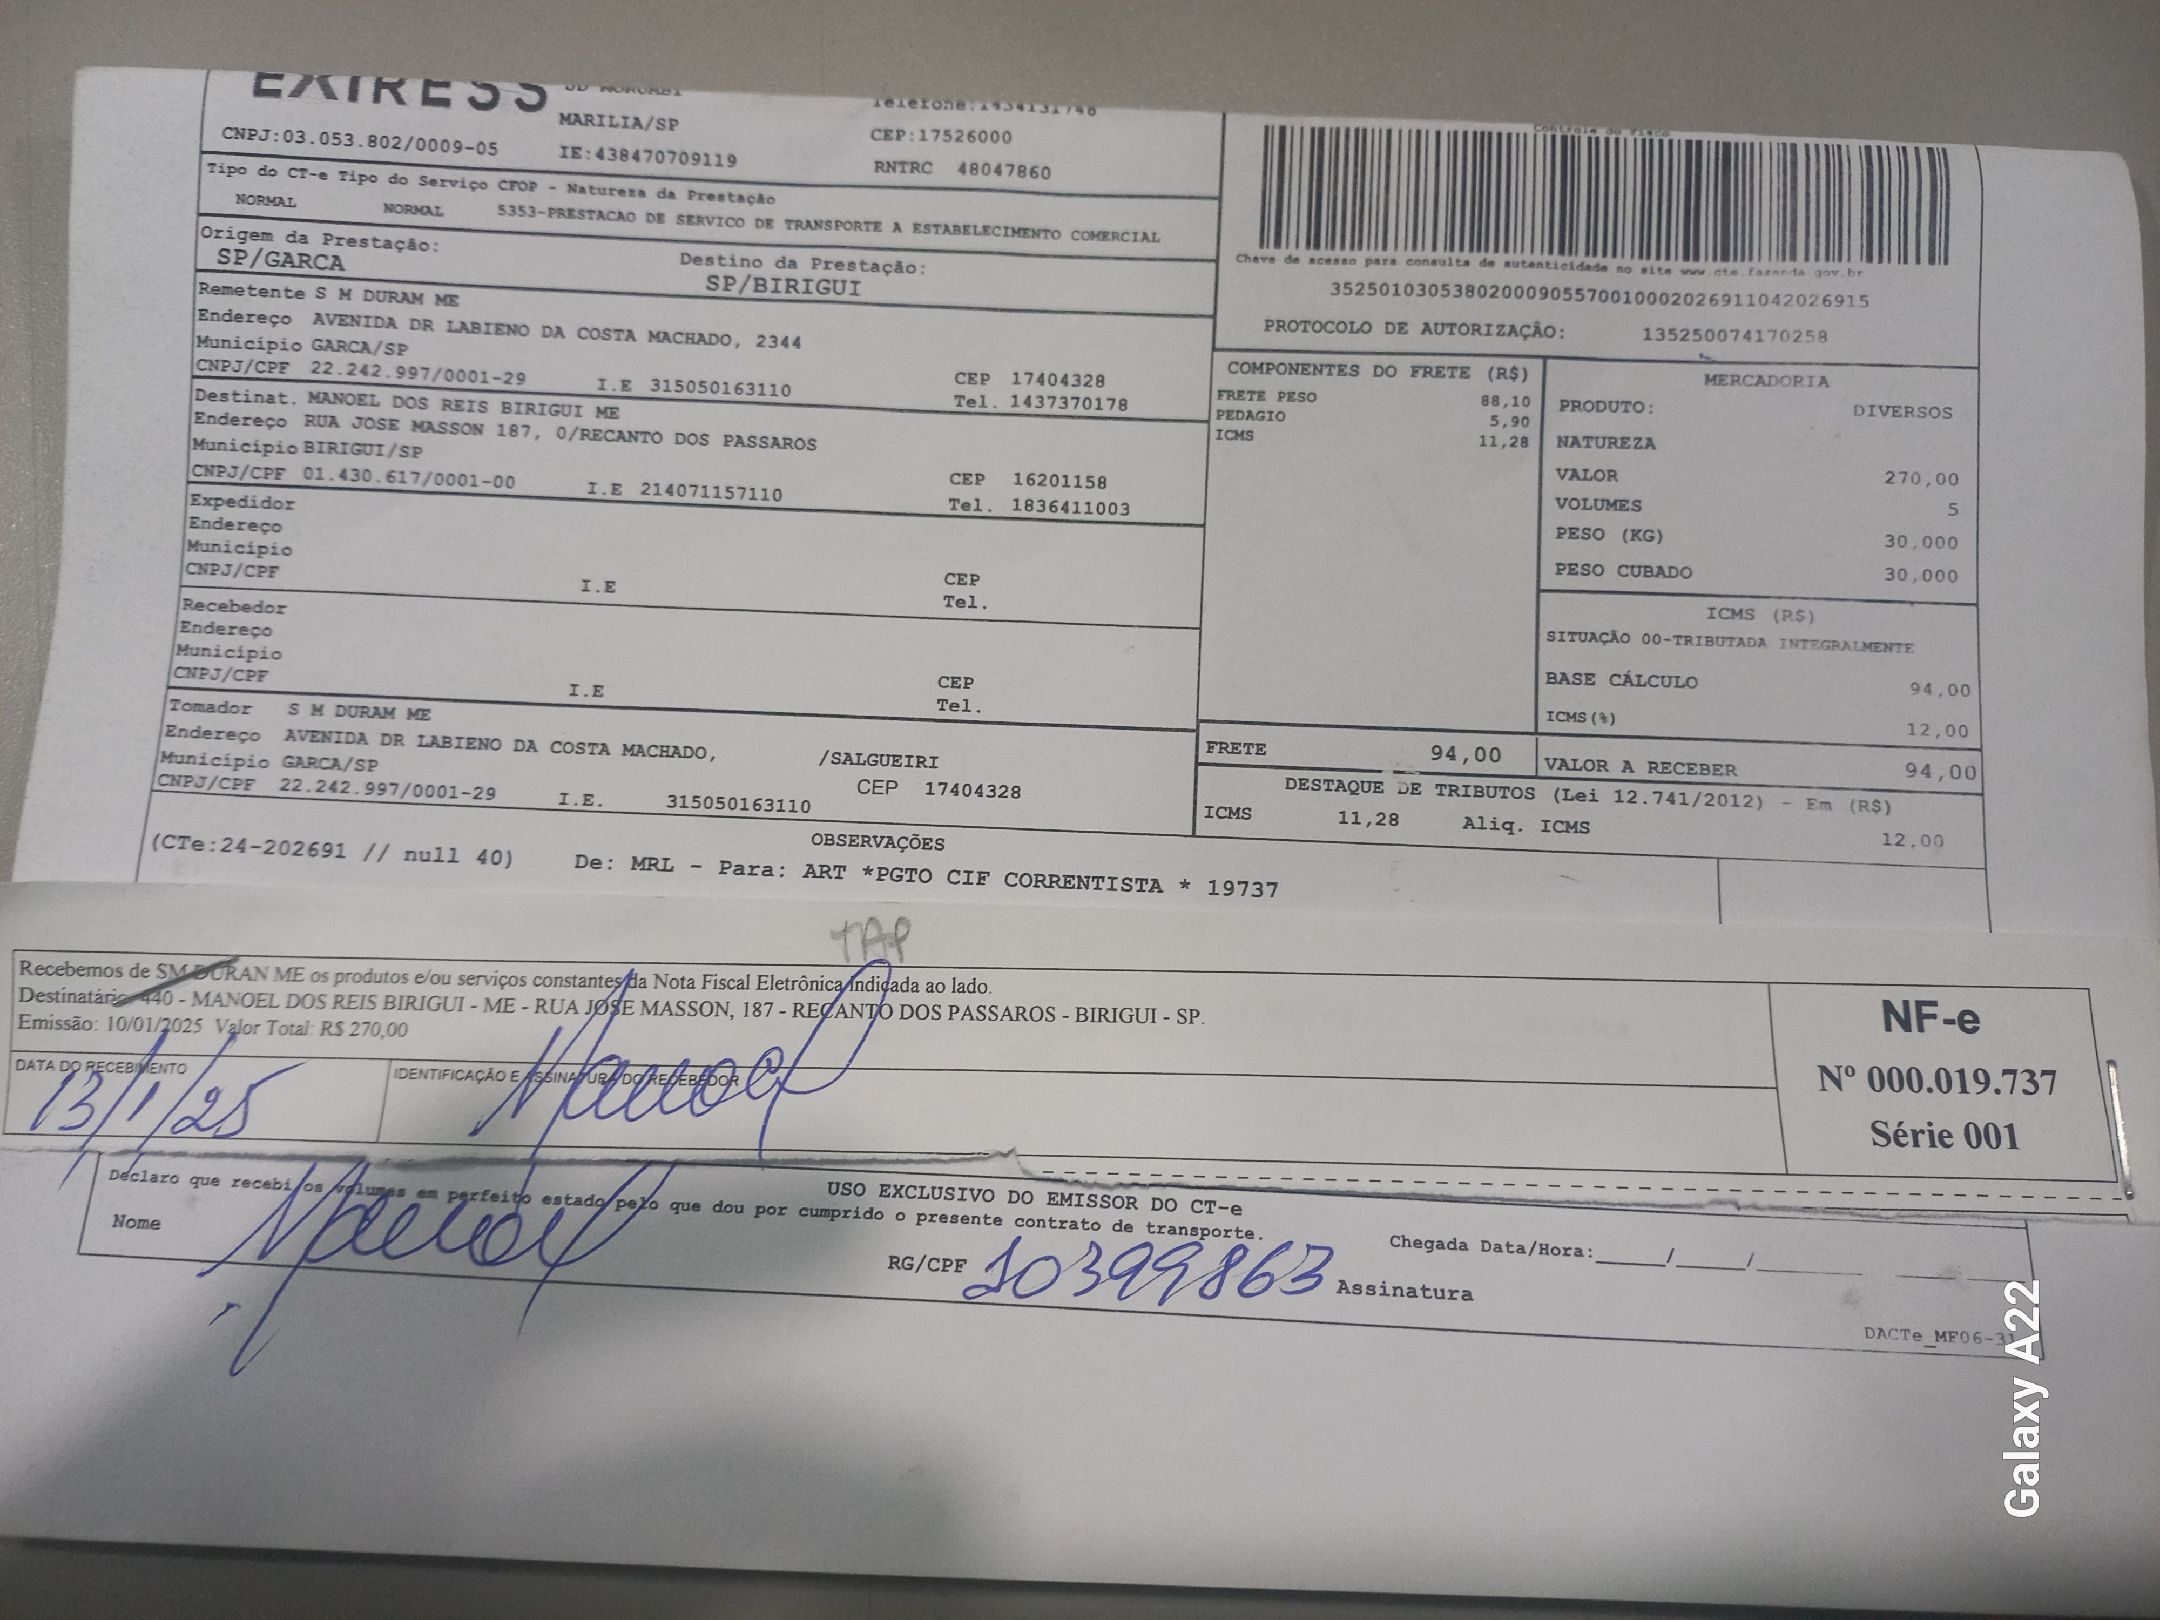 EXPRESS
MARILIA/SP
CEP:17526000
CNPJ:03.053.802/0009-05
IE:438470709119
RNTRC 48047860
Tipo do CT-e Tipo do Serviço CFOP - Natureza da Prestação
NORMAL NORMAL 5353-PRESTACAO DE SERVICO DE TRANSPORTE A ESTABELECIMENTO COMERCIAL
Origem da Prestação:
SP/GARCA
Destino da Prestação:
SP/BIRIGUI
Remetente S M DURAM ME
Endereço AVENIDA DR LABIENO DA COSTA MACHADO, 2344
Município GARCA/SP
CEP 17404328
CNPJ/CPF 22.242.997/0001-29 I.E 315050163110 Tel. 1437370178
Destinat. MANOEL DOS REIS BIRIGUI ME
Endereço RUA JOSE MASSON 187, 0/RECANTO DOS PASSAROS
Município BIRIGUI/SP
CEP 16201158
CNPJ/CPF 01.430.617/0001-00 I.E 214071157110 Tel. 1836411003
Expedidor
Endereço
Município
CEP
CNPJ/CPF I.E Tel.
Recebedor
Endereço
Município
CEP
CNPJ/CPF I.E Tel.
Tomador S M DURAM ME
Endereço AVENIDA DR LABIENO DA COSTA MACHADO, /SALGUEIRI
Município GARCA/SP CEP 17404328
CNPJ/CPF 22.242.997/0001-29 I.E. 315050163110
Controle do Fisco
Chave de acesso para consulta de autenticidade no site www.cte.fazenda.gov.br
35250103053802000905570010002026911042026915
PROTOCOLO DE AUTORIZAÇÃO: 135250074170258
COMPONENTES DO FRETE (R$)
FRETE PESO 88,10
PEDAGIO 5,90
ICMS 11,28
MERCADORIA
PRODUTO: DIVERSOS
NATUREZA
VALOR 270,00
VOLUMES 5
PESO (KG) 30,000
PESO CUBADO 30,000
ICMS (R$)
SITUAÇÃO 00-TRIBUTADA INTEGRALMENTE
BASE CÁLCULO 94,00
ICMS(%) 12,00
FRETE 94,00 VALOR A RECEBER 94,00
DESTAQUE DE TRIBUTOS (Lei 12.741/2012) - Em (R$)
ICMS 11,28 Aliq. ICMS 12,00
OBSERVAÇÕES
(CTe:24-202691 // null 40) De: MRL - Para: ART *PGTO CIF CORRENTISTA * 19737
TAP
Recebemos de SM DURAN ME os produtos e/ou serviços constantes da Nota Fiscal Eletrônica indicada ao lado.
Destinatário: 440 - MANOEL DOS REIS BIRIGUI - ME - RUA JOSE MASSON, 187 - RECANTO DOS PASSAROS - BIRIGUI - SP.
Emissão: 10/01/2025 Valor Total: R$ 270,00
DATA DO RECEBIMENTO
IDENTIFICAÇÃO E ASSINATURA DO RECEBEDOR
13/1/25
Manoel
NF-e
Nº 000.019.737
Série 001
USO EXCLUSIVO DO EMISSOR DO CT-e
Declaro que recebi os volumes em perfeito estado pelo que dou por cumprido o presente contrato de transporte.
Nome Manoel
RG/CPF 10399863 Assinatura
Chegada Data/Hora:_____/_____/
DACTe_MF06-31
Galaxy A22